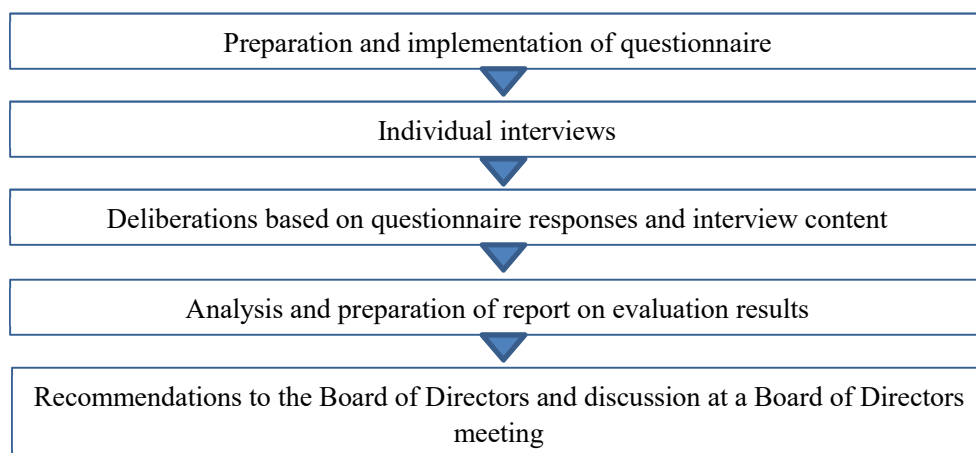 Preparation and implementation of questionnaire
Individual interviews
Deliberations based on questionnaire responses and interview content
Analysis and preparation of report on evaluation results
Recommendations to the Board of Directors and discussion at a Board of Directors
meeting